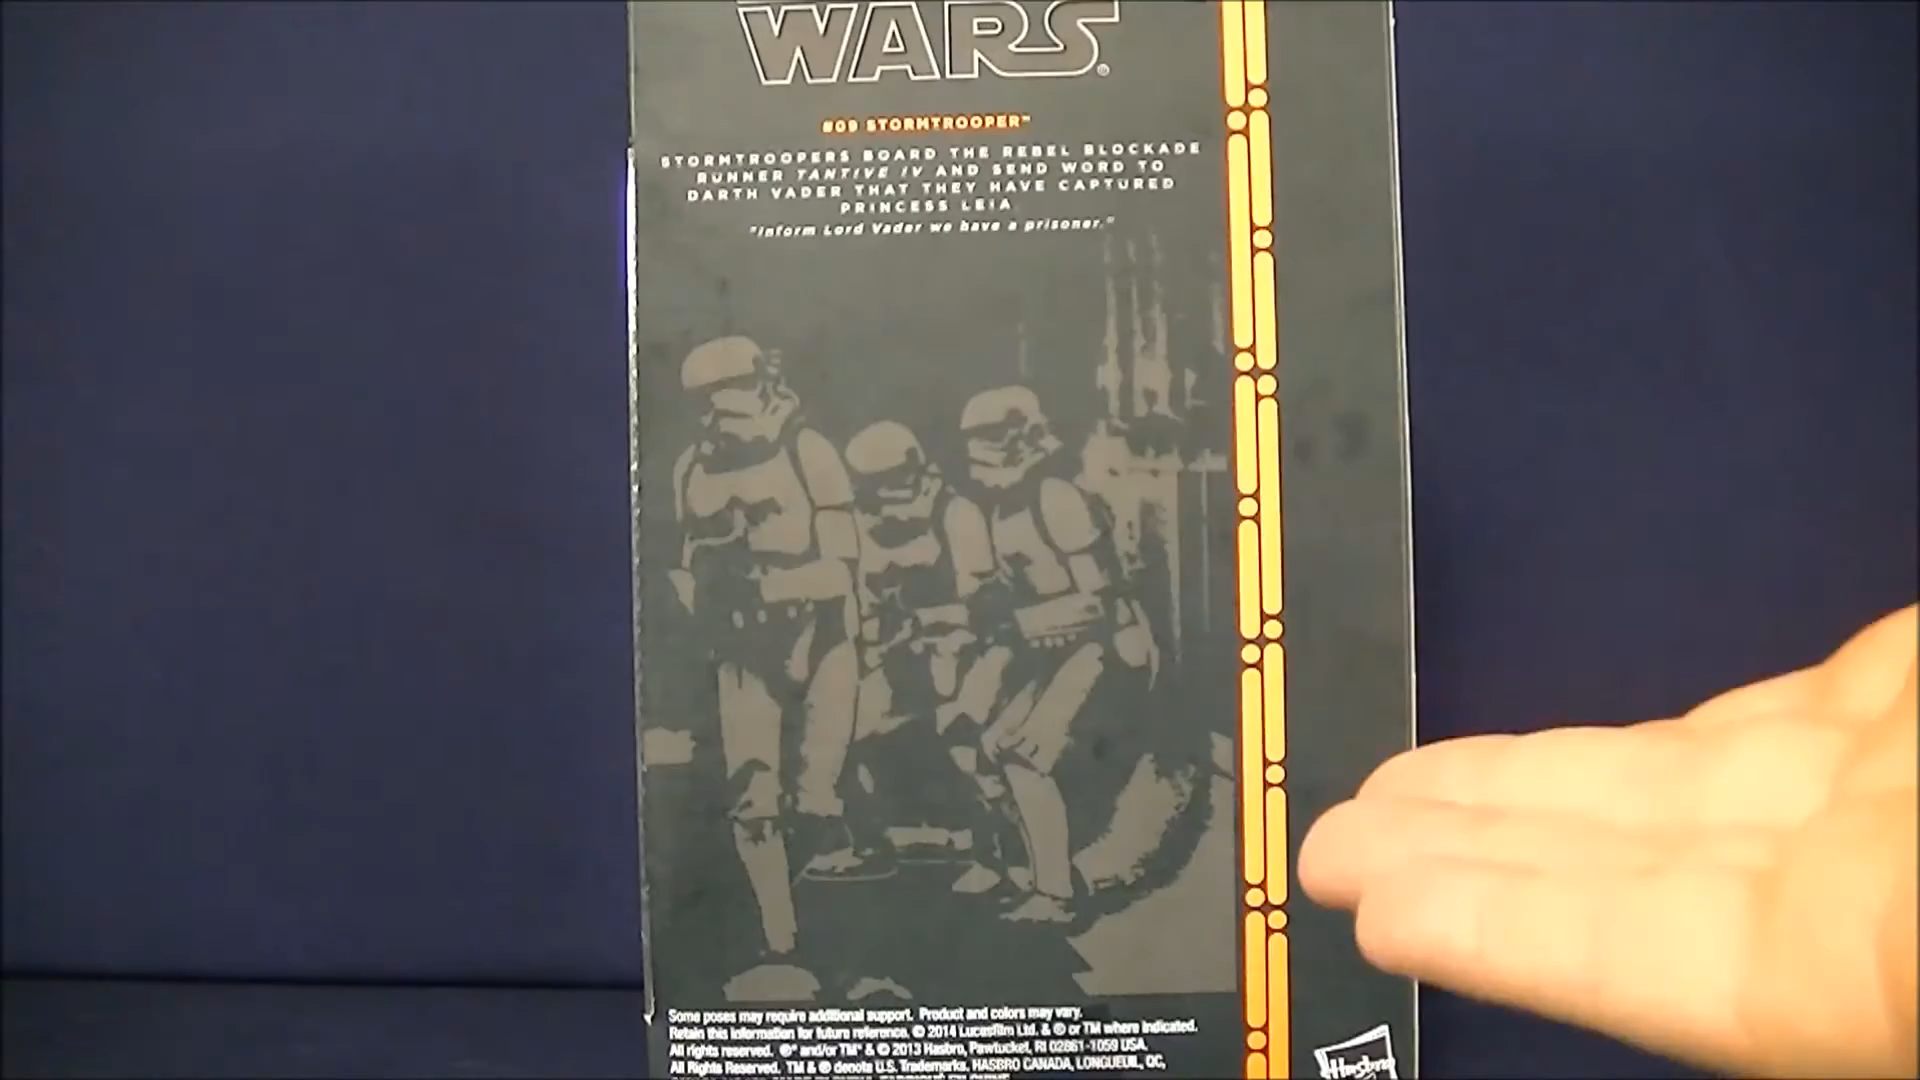 WARS®
#09 STORMTROOPER™
STORMTROOPERS BOARD THE REBEL BLOCKADE
RUNNER TANTIVE IV AND SEND WORD TO
DARTH VADER THAT THEY HAVE CAPTURED
PRINCESS LEIA
"Inform Lord Vader we have a prisoner."
Some poses may require additional support. Product and colors may vary.
Retain this information for future reference. © 2014 Lucasfilm Ltd. & ® or TM where indicated.
All rights reserved. ®* and/or TM* & © 2013 Hasbro, Pawtucket, RI 02861-1059 USA.
All Rights Reserved. TM & ® denote U.S. Trademarks. HASBRO CANADA, LONGUEUIL, QC,
Hasbro